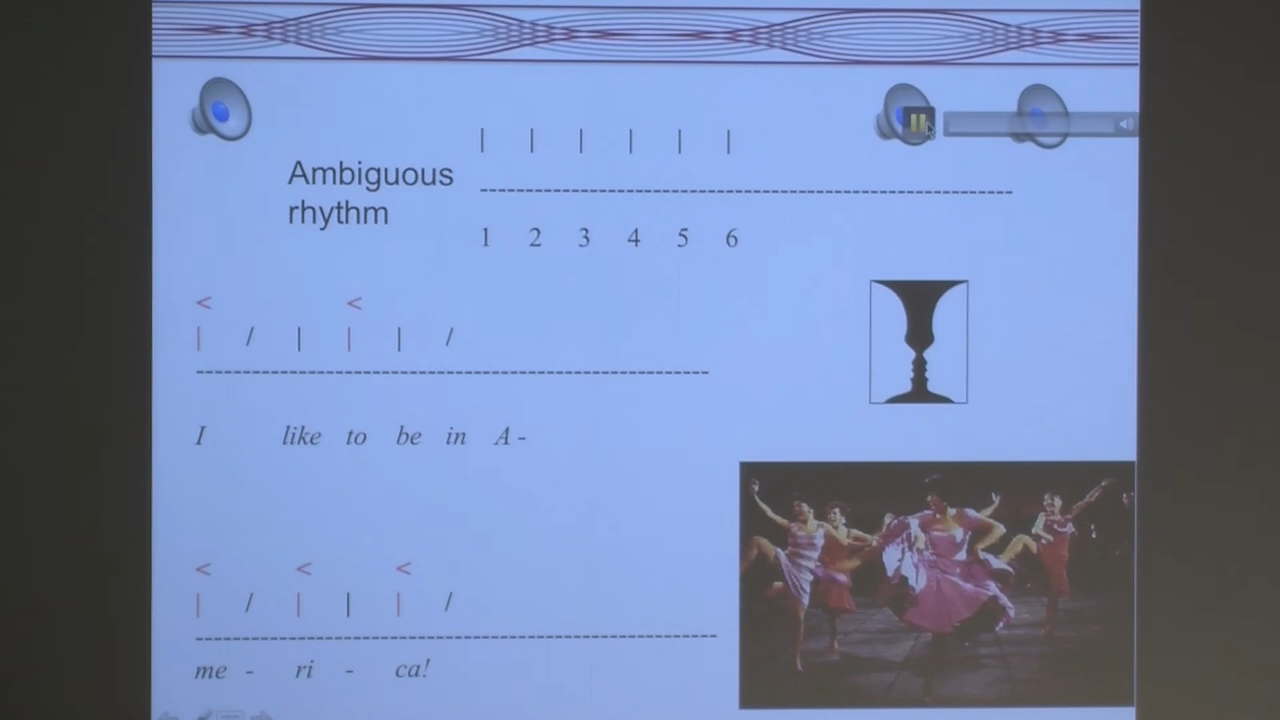 Ambiguous
rhythm
| | | | | |
1 2 3 4 5 6
< <
| / | | | /
I like to be in A -
< < <
| / | | | /
me - ri - ca!